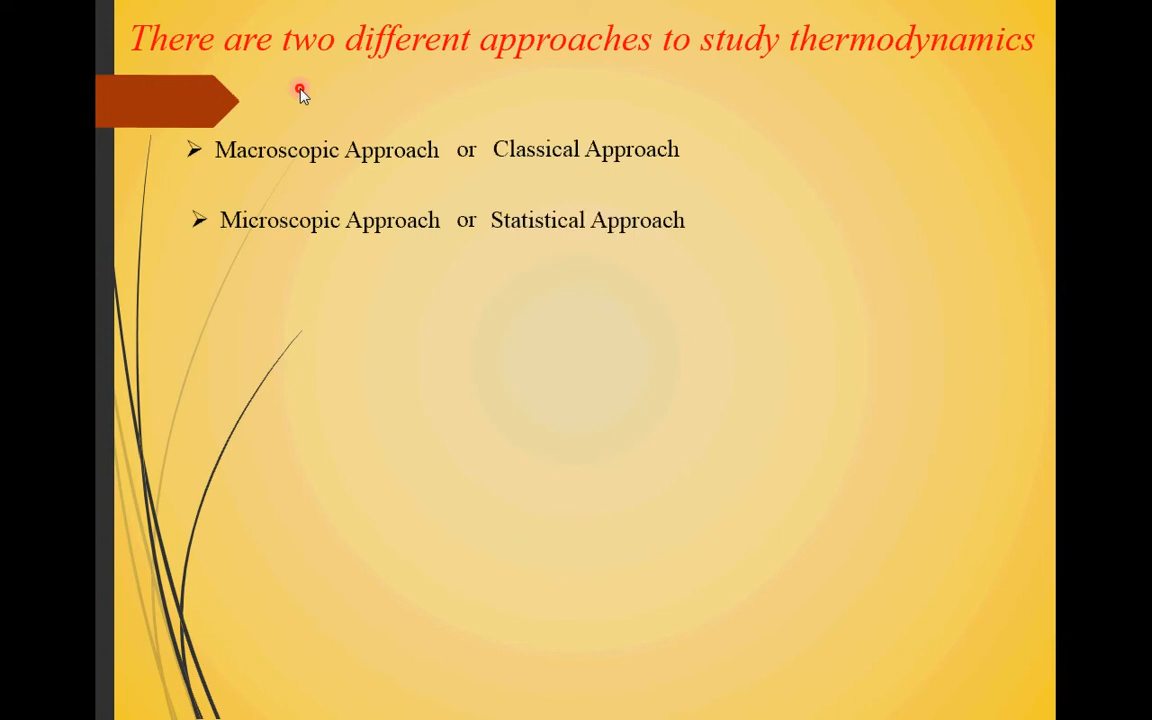 There are two different approaches to study thermodynamics
➢ Macroscopic Approach or Classical Approach
➢ Microscopic Approach or Statistical Approach